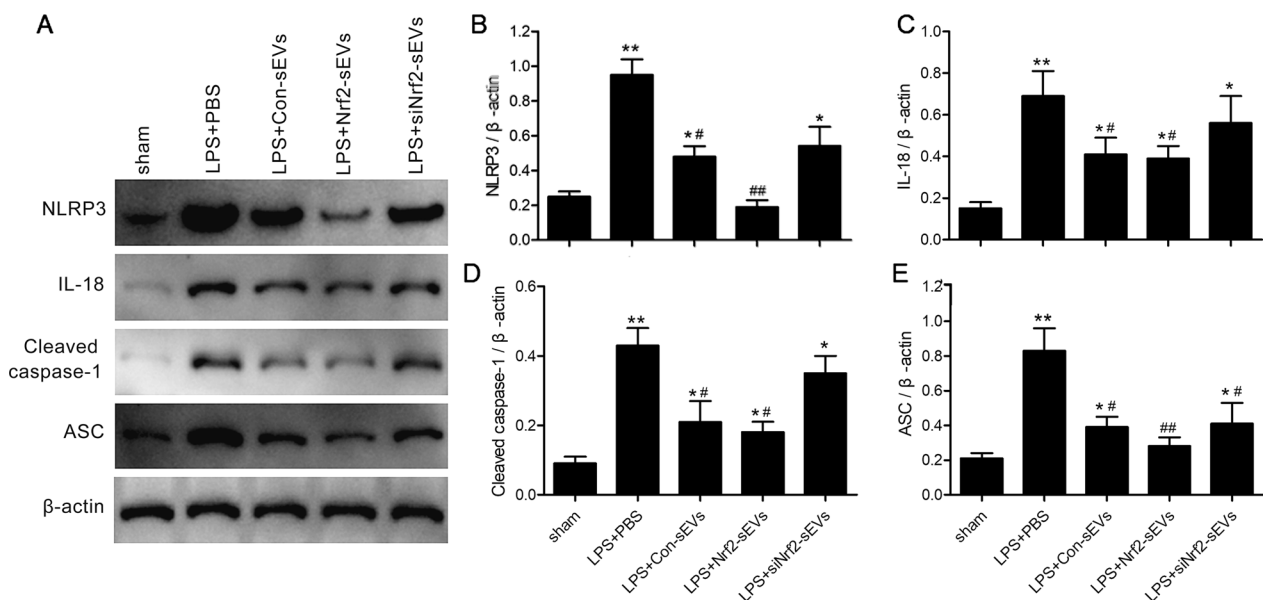 A
sham
LPS+PBS
LPS+Con-sEVs
LPS+Nrf2-sEVs
LPS+siNrf2-sEVs
NLRP3
IL-18
Cleaved
caspase-1
ASC
β-actin
B
NLRP3 / β -actin
1.2
1.0
0.8
0.6
0.4
0.2
0.0
**
* #
##
*
C
IL-18 / β -actin
1.0
0.8
0.6
0.4
0.2
0.0
**
* #
* #
*
D
Cleaved caspase-1 / β -actin
0.6
0.4
0.2
0.0
**
* #
* #
*
sham
LPS+PBS
LPS+Con-sEVs
LPS+Nrf2-sEVs
LPS+siNrf2-sEVs
E
ASC / β -actin
1.2
1.0
0.8
0.6
0.4
0.2
0.0
**
* #
##
* #
sham
LPS+PBS
LPS+Con-sEVs
LPS+Nrf2-sEVs
LPS+siNrf2-sEVs